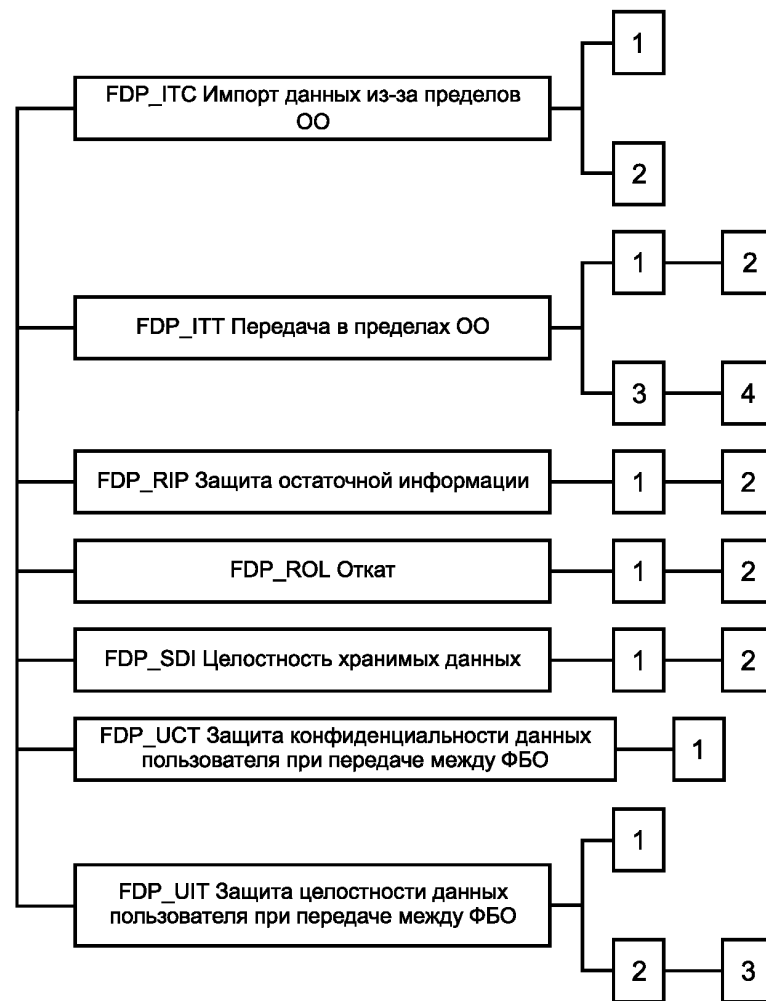 1
FDP_ITC Импорт данных из-за пределов
ОО
2
1
2
FDP_ITT Передача в пределах ОО
3
4
FDP_RIP Защита остаточной информации
1
2
FDP_ROL Откат
1
2
FDP_SDI Целостность хранимых данных
1
2
FDP_UCT Защита конфиденциальности данных
пользователя при передаче между ФБО
1
1
FDP_UIT Защита целостности данных
пользователя при передаче между ФБО
2
3